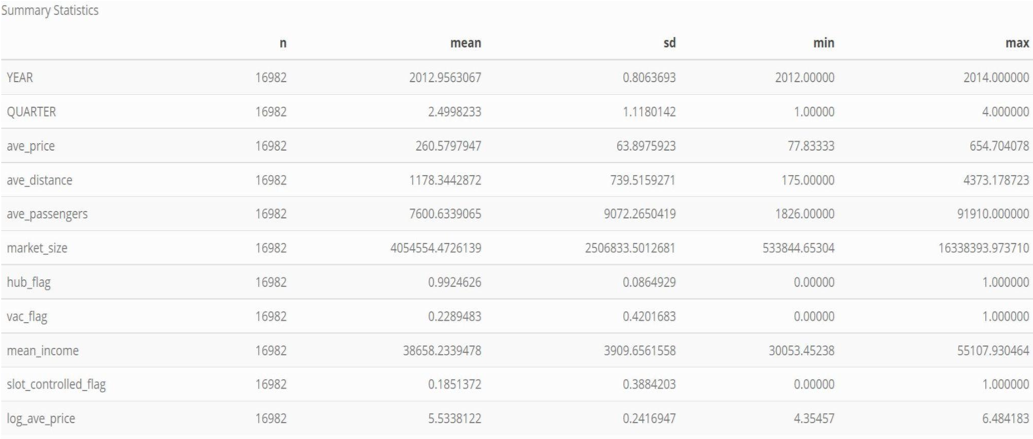 Summary Statistics
n mean sd min max
YEAR 16982 2012.9563067 0.8063693 2012.00000 2014.000000
QUARTER 16982 2.4998233 1.1180142 1.00000 4.000000
ave_price 16982 260.5797947 63.8975923 77.83333 654.704078
ave_distance 16982 1178.3442872 739.5159271 175.00000 4373.178723
ave_passengers 16982 7600.6339065 9072.2650419 1826.00000 91910.000000
market_size 16982 4054554.4726139 2506833.5012681 533844.65304 16338393.973710
hub_flag 16982 0.9924626 0.0864929 0.00000 1.000000
vac_flag 16982 0.2289483 0.4201683 0.00000 1.000000
mean_income 16982 38658.2339478 3909.6561558 30053.45238 55107.930464
slot_controlled_flag 16982 0.1851372 0.3884203 0.00000 1.000000
log_ave_price 16982 5.5338122 0.2416947 4.35457 6.484183